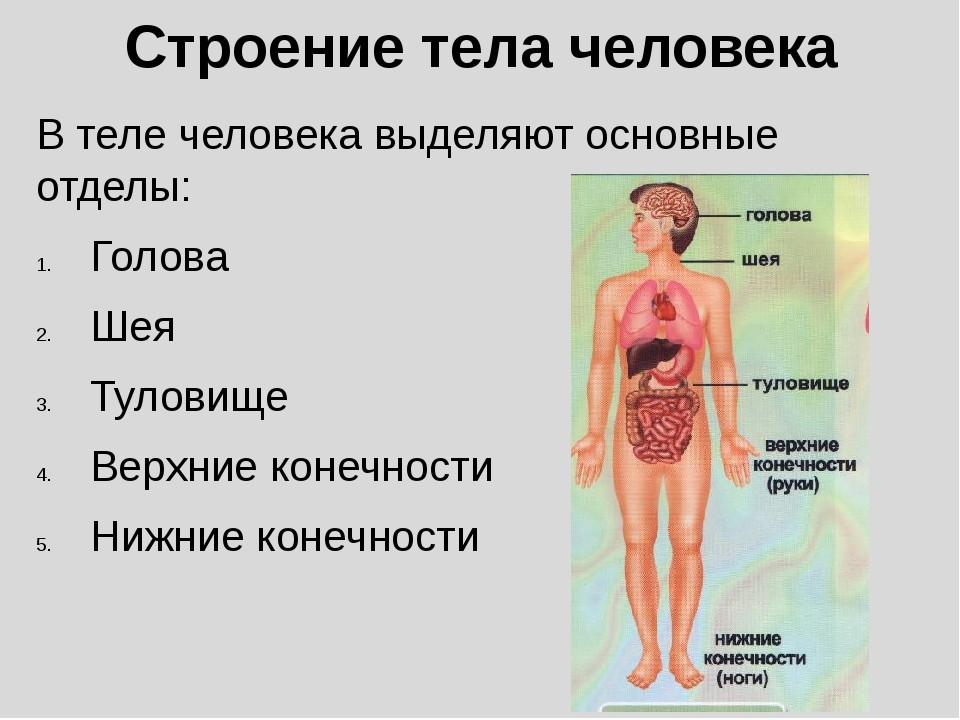 Строение тела человека
В теле человека выделяют основные
отделы:
1. Голова
2. Шея
3. Туловище
4. Верхние конечности
5. Нижние конечности
голова
шея
туловище
верхние
конечности
(руки)
нижние
конечности
(ноги)